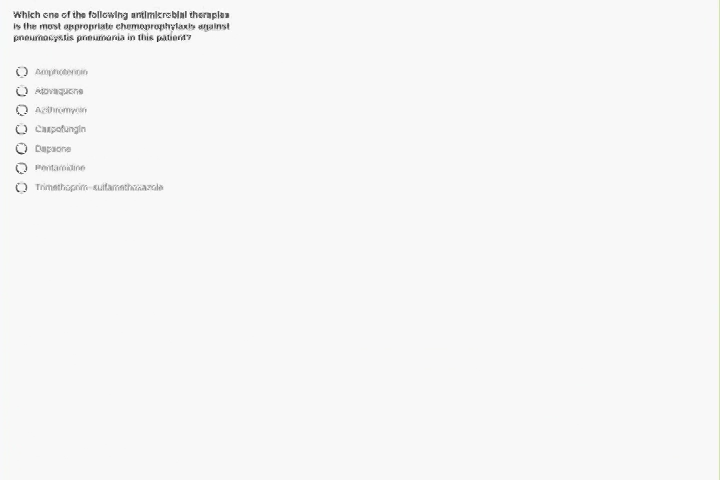 Which one of the following antimicrobial therapies
is the most appropriate chemoprophylaxis against
pneumocystis pneumonia in this patient?
Amphotericin
Atovaquone
Azithromycin
Caspofungin
Dapsone
Pentamidine
Trimethoprim-sulfamethoxazole